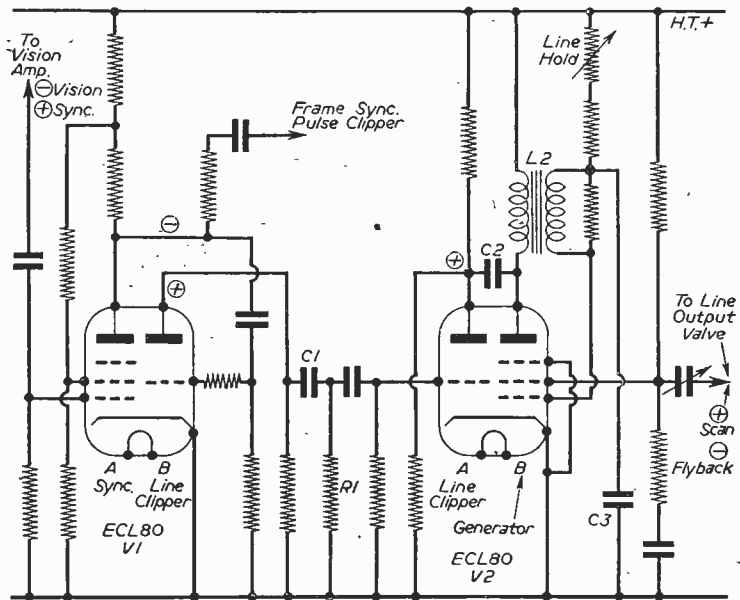 H.T.+
To
Vision
Amp.
⊖ Vision
⊕ Sync.
Frame Sync.
Pulse Clipper
Line
Hold
L2
⊖
⊕
⊕
C2
C1
R1
To Line
Output
Valve
⊕
Scan
⊖
Flyback
C3
A B
Sync. Line
Clipper
ECL80
V1
A B
Line
Clipper
Generator
ECL80
V2